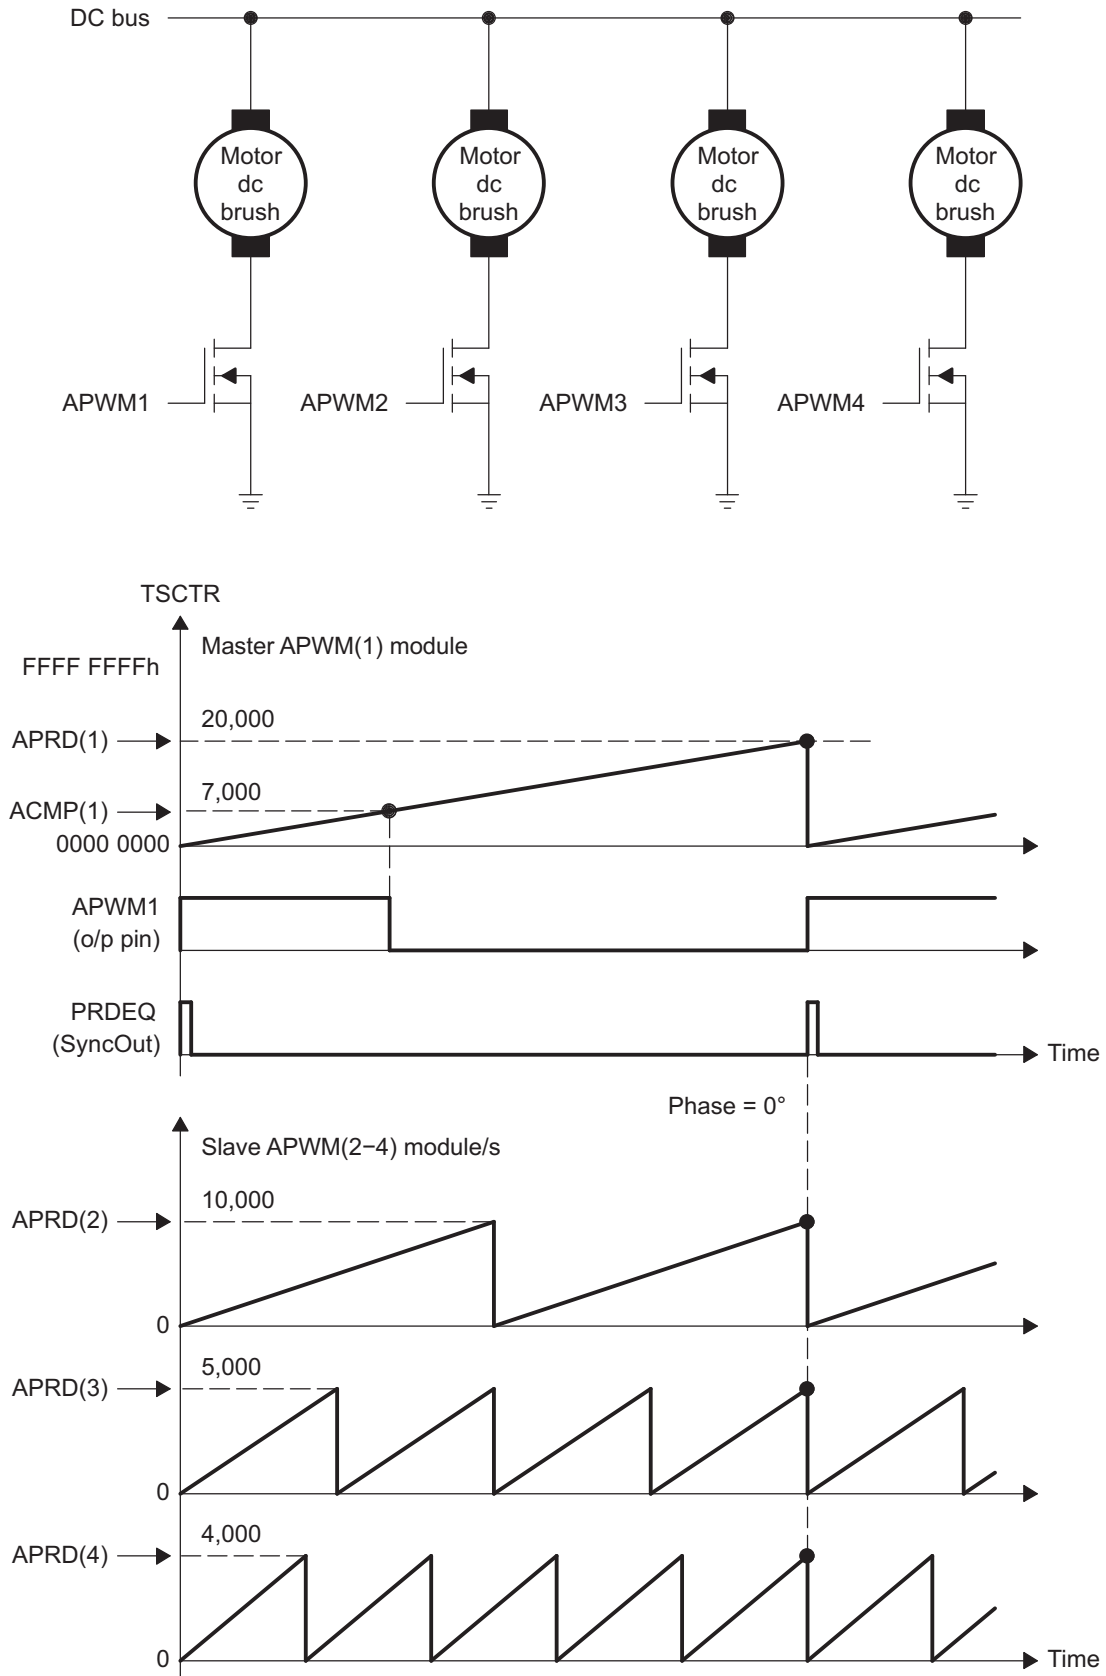 DC bus
Motor
dc
brush
Motor
dc
brush
Motor
dc
brush
Motor
dc
brush
APWM1
APWM2
APWM3
APWM4
TSCTR
Master APWM(1) module
FFFF FFFFh
20,000
APRD(1)
7,000
ACMP(1)
0000 0000
APWM1
(o/p pin)
PRDEQ
(SyncOut)
Time
Phase = 0°
Slave APWM(2−4) module/s
10,000
APRD(2)
0
5,000
APRD(3)
0
4,000
APRD(4)
0
Time